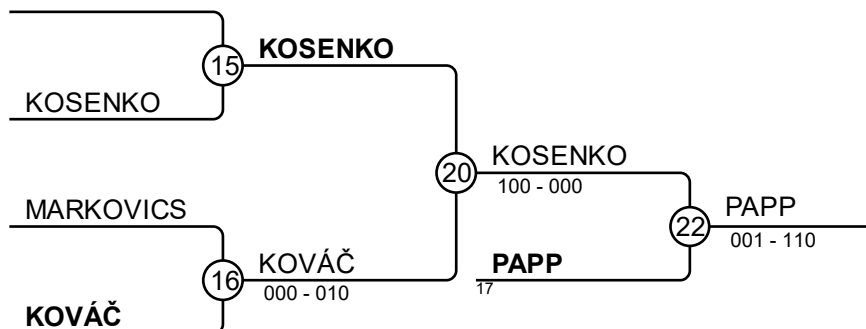 15
KOSENKO
KOSENKO
20
KOSENKO
100 - 000
MARKOVICS
16
KOVÁČ
000 - 010
KOVÁČ
PAPP
17
22
PAPP
001 - 110